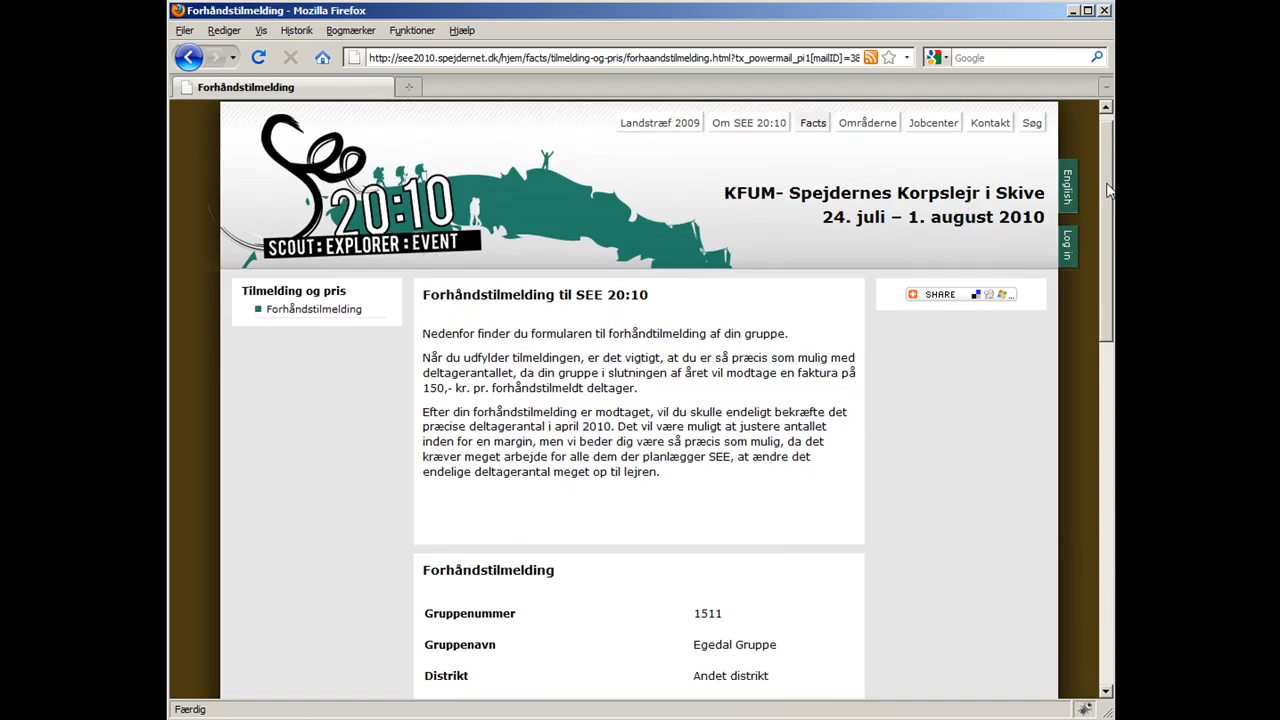 Forhåndstilmelding - Mozilla Firefox
Filer Rediger Vis Historik Bogmærker Funktioner Hjælp
http://see2010.spejdernet.dk/hjem/facts/tilmelding-og-pris/forhaandstilmelding.html?tx_powermail_pi1[mailID]=38 Google
Forhåndstilmelding
Landstræf 2009 Om SEE 20:10 Facts Områderne Jobcenter Kontakt Søg
See
20:10
SCOUT:EXPLORER:EVENT
KFUM- Spejdernes Korpslejr i Skive
24. juli – 1. august 2010
English
Log in
Tilmelding og pris
Forhåndstilmelding
Forhåndstilmelding til SEE 20:10
Nedenfor finder du formularen til forhåndtilmelding af din gruppe.
Når du udfylder tilmeldingen, er det vigtigt, at du er så præcis som mulig med
deltagerantallet, da din gruppe i slutningen af året vil modtage en faktura på
150,- kr. pr. forhåndstilmeldt deltager.
Efter din forhåndstilmelding er modtaget, vil du skulle endeligt bekræfte det
præcise deltagerantal i april 2010. Det vil være muligt at justere antallet
inden for en margin, men vi beder dig være så præcis som mulig, da det
kræver meget arbejde for alle dem der planlægger SEE, at ændre det
endelige deltagerantal meget op til lejren.
SHARE ...
Forhåndstilmelding
Gruppenummer 1511
Gruppenavn Egedal Gruppe
Distrikt Andet distrikt
Færdig